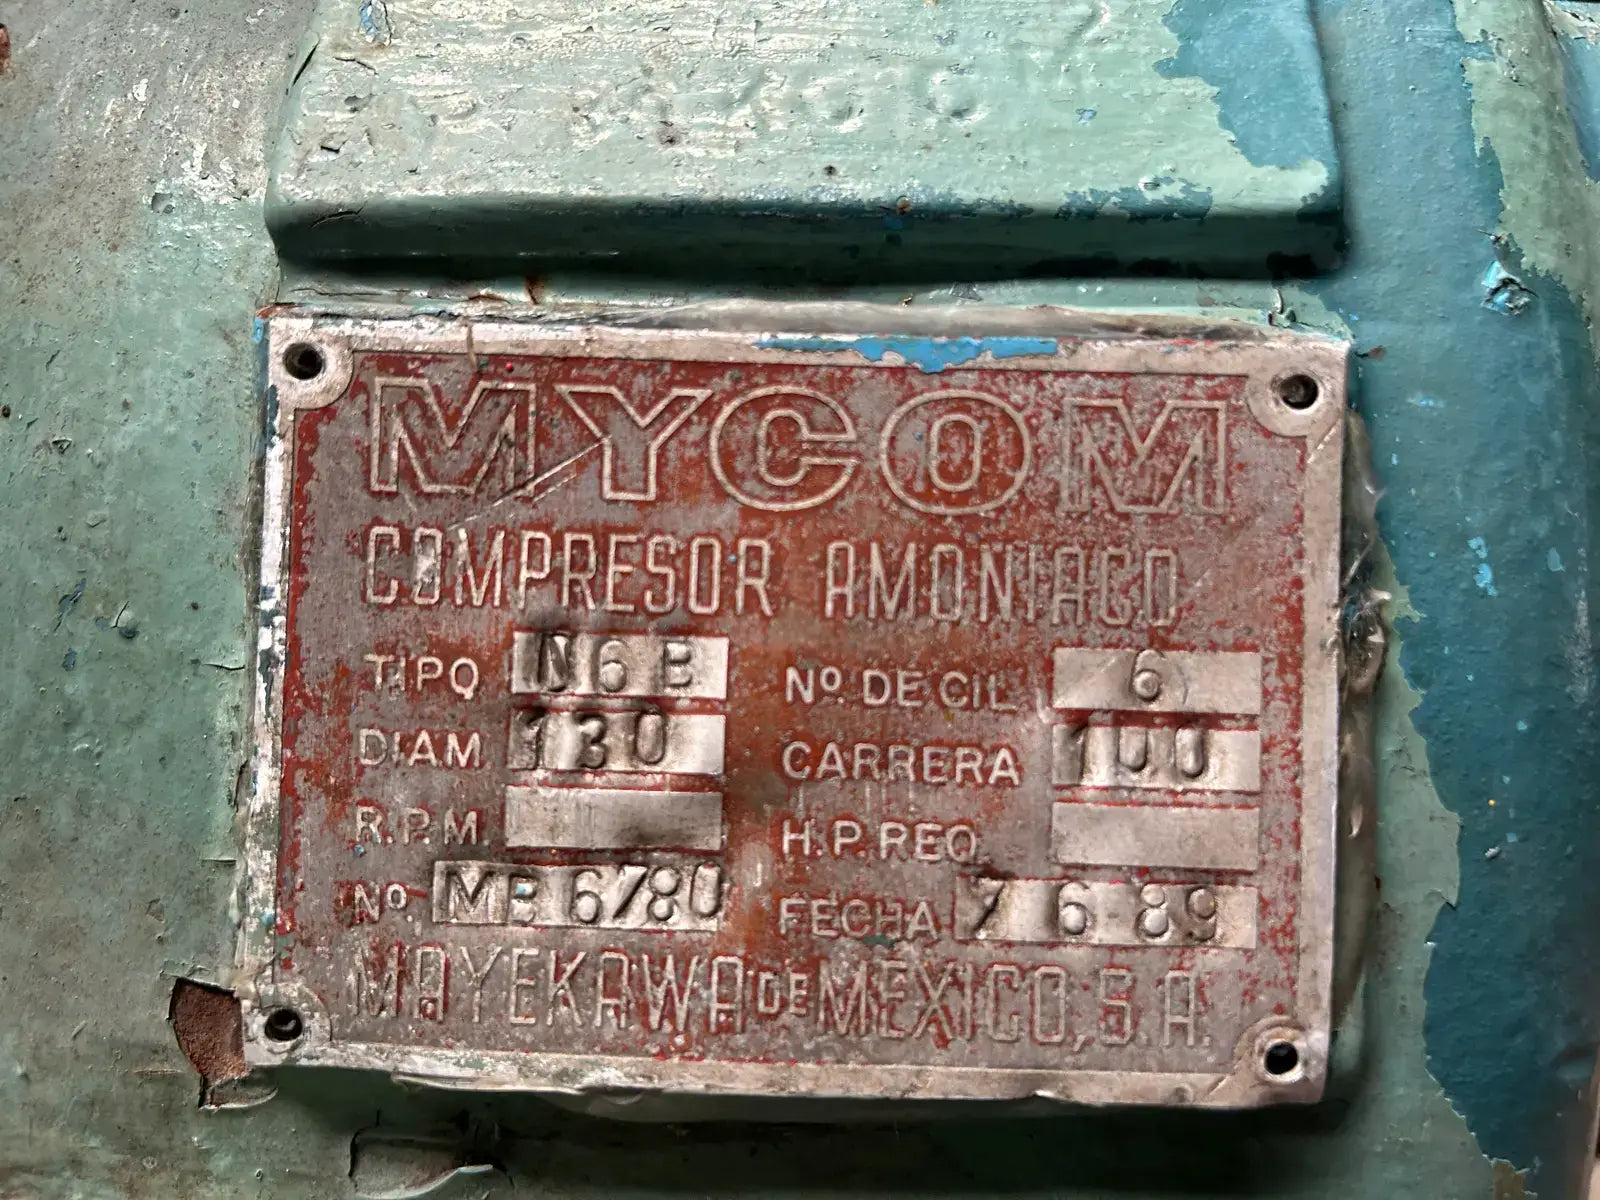 MYCOM
COMPRESOR AMONIACO
TIPO N6B Nº. DE CIL 6
DIAM. 130 CARRERA 100
R.P.M. H.P. REQ.
Nº. MB 6780 FECHA 7 6 89
MAYEKAWA DE MEXICO, S.A.